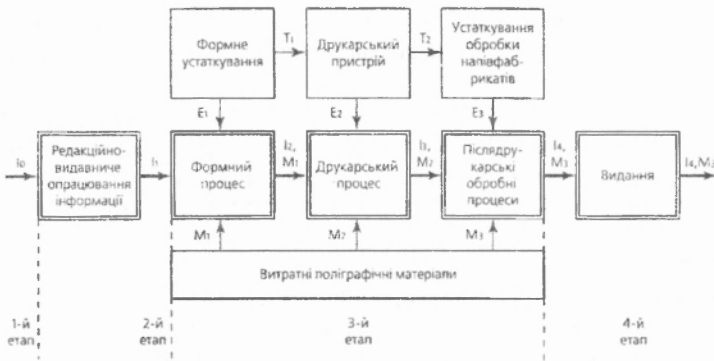 Формне
устаткування
T₁
Друкарський
пристрій
T₂
Устаткування
обробки
напівфаб-
рикатів
E₁
E₂
E₃
I₀
Редакційно-
видавниче
опрацювання
інформації
I₁
Формний
процес
I₂,
M₁
Друкарський
процес
I₃,
M₂
Післядру-
карські
обробні
процеси
I₄,
M₃
Видання
I₄,M₃
M₁
M₂
M₃
Витратні поліграфічні матеріали
1-й
етап
2-й
етап
3-й
етап
4-й
етап